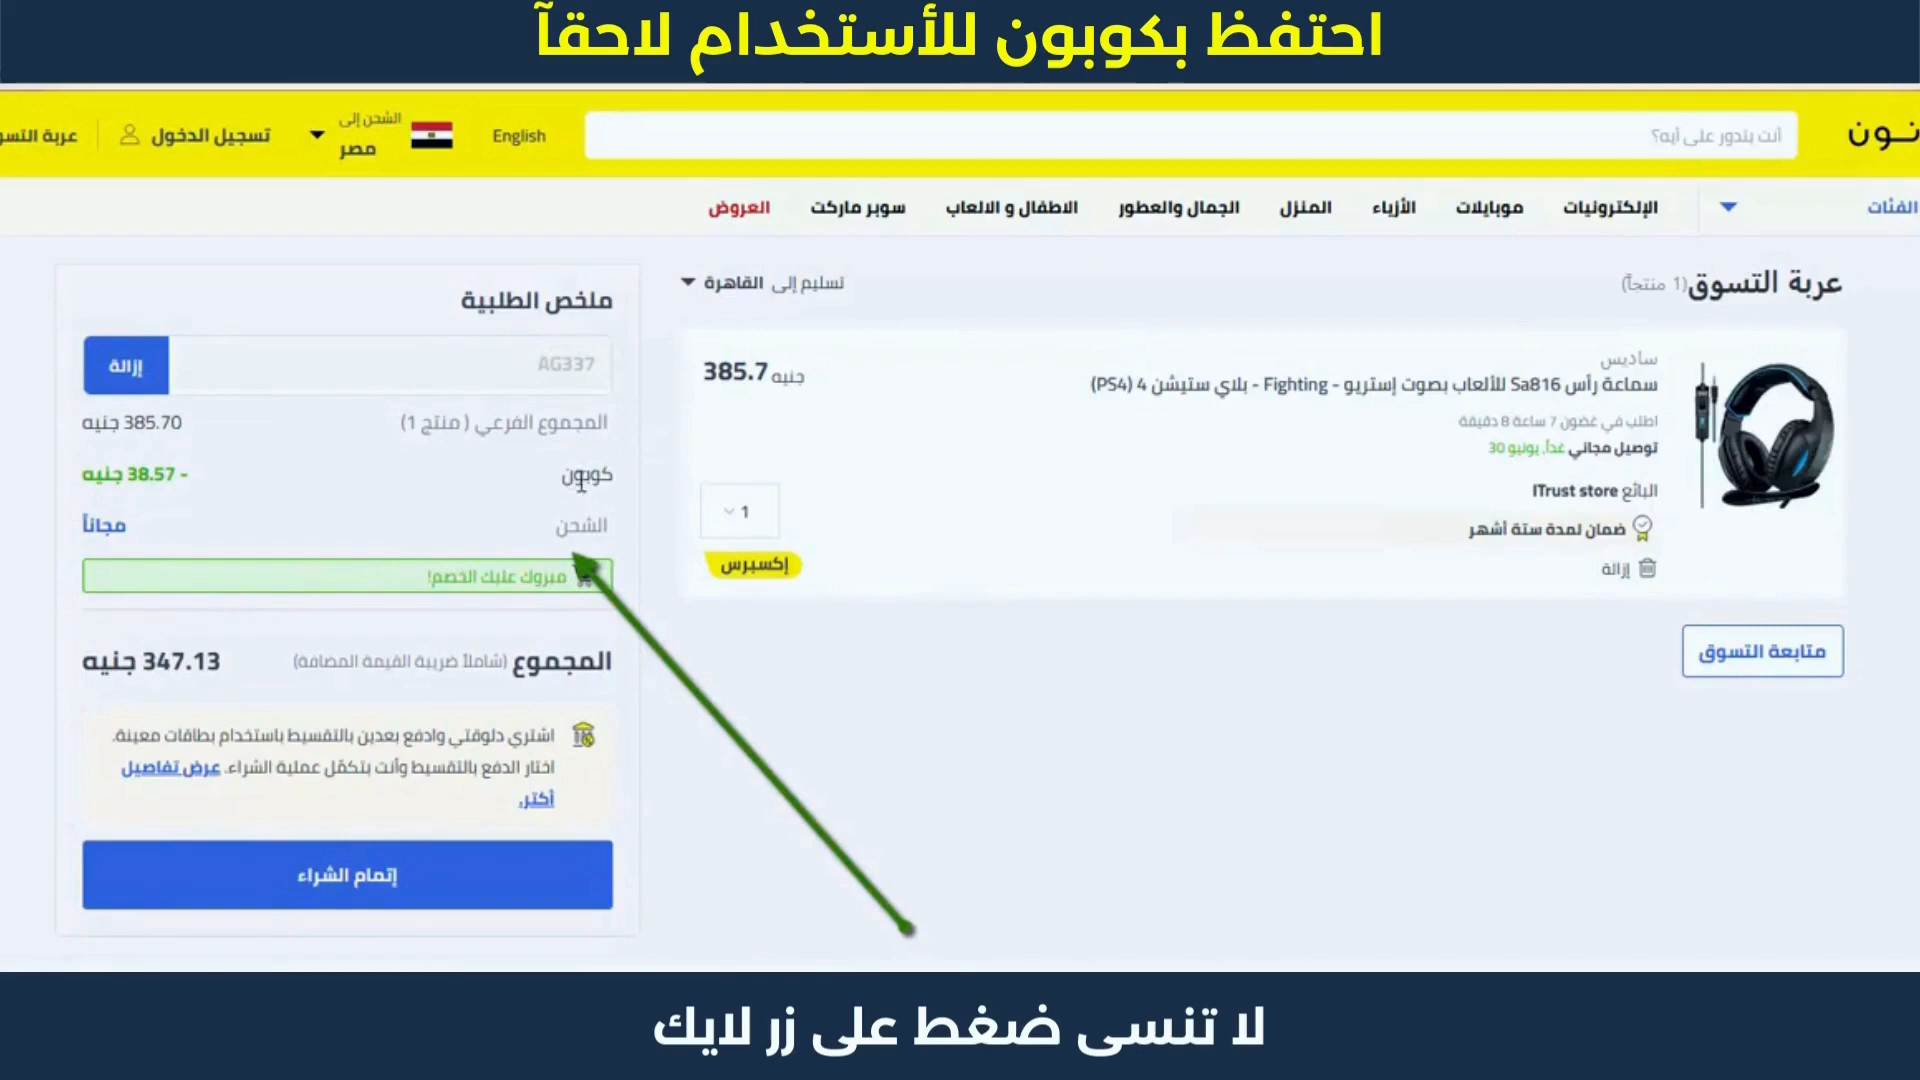 احتفظ بكوبون للأستخدام لاحقآ
نون
أنت بتدور على أيه؟
English
الشحن إلى
مصر
تسجيل الدخول
عربة التسو
الفئات
الإلكترونيات
موبايلات
الأزياء
المنزل
الجمال والعطور
الاطفال و الالعاب
سوبر ماركت
العروض
عربة التسوق (1 منتجاً)
تسليم إلى القاهرة
ساديس
سماعة رأس Sa816 للألعاب بصوت إستريو - Fighting - بلاي ستيشن 4 (PS4)
جنيه 385.7
اطلب في غضون 7 ساعة 8 دقيقة
توصيل مجاني غداً, يونيو 30
البائع ITrust store
ضمان لمدة ستة أشهر
إزالة
1
إكسبرس
متابعة التسوق
ملخص الطلبية
AG337
إزالة
المجموع الفرعي ( منتج 1)
385.70 جنيه
كوبون
- 38.57 جنيه
الشحن
مجاناً
مبروك عليك الخصم!
المجموع (شاملاً ضريبة القيمة المضافة)
347.13 جنيه
اشتري دلوقتي وادفع بعدين بالتقسيط باستخدام بطاقات معينة.
اختار الدفع بالتقسيط وأنت بتكمّل عملية الشراء. عرض تفاصيل
أكتر.
إتمام الشراء
لا تنسى ضغط على زر لايك